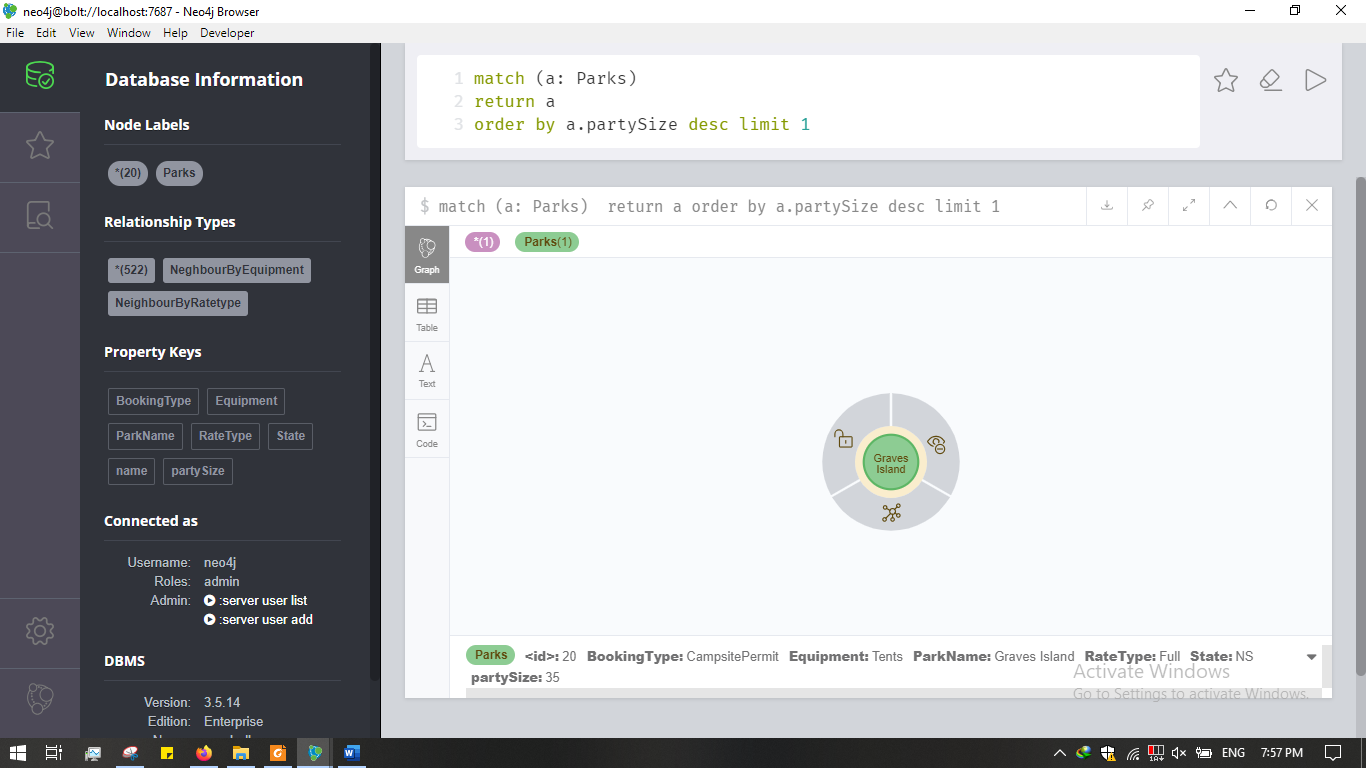 neo4j@bolt://localhost:7687 - Neo4j Browser
File Edit View Window Help Developer
Database Information
Node Labels
*(20) Parks
Relationship Types
*(522) NeghbourByEquipment
NeighbourByRatetype
Property Keys
BookingType Equipment
ParkName RateType State
name partySize
Connected as
Username: neo4j
Roles: admin
Admin: :server user list
:server user add
DBMS
Version: 3.5.14
Edition: Enterprise
1 match (a: Parks)
2 return a
3 order by a.partySize desc limit 1
$ match (a: Parks) return a order by a.partySize desc limit 1
*(1) Parks(1)
Graph
Table
A
Text
Code
Graves
Island
Parks <id>: 20 BookingType: CampsitePermit Equipment: Tents ParkName: Graves Island RateType: Full State: NS
partySize: 35
Activate Windows
Go to Settings to activate Windows.
ENG 7:57 PM